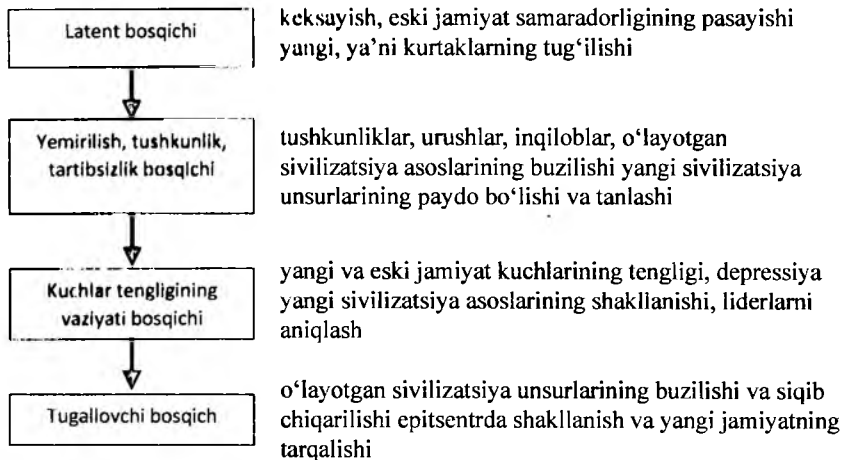 Latent bosqichi
keksayish, eski jamiyat samaradorligining pasayishi
yangi, ya’ni kurtaklarning tug‘ilishi
Yemirilish, tushkunlik,
tartibsizlik bosqichi
tushkunliklar, urushlar, inqiloblar, o‘layotgan
sivilizatsiya asoslarining buzilishi yangi sivilizatsiya
unsurlarining paydo bo‘lishi va tanlashi
Kuchlar tengligining
vaziyati bosqichi
yangi va eski jamiyat kuchlarining tengligi, depressiya
yangi sivilizatsiya asoslarining shakllanishi, liderlarni
aniqlash
Tugallovchi bosqich
o‘layotgan sivilizatsiya unsurlarining buzilishi va siqib
chiqarilishi epitsentrda shakllanish va yangi jamiyatning
tarqalishi